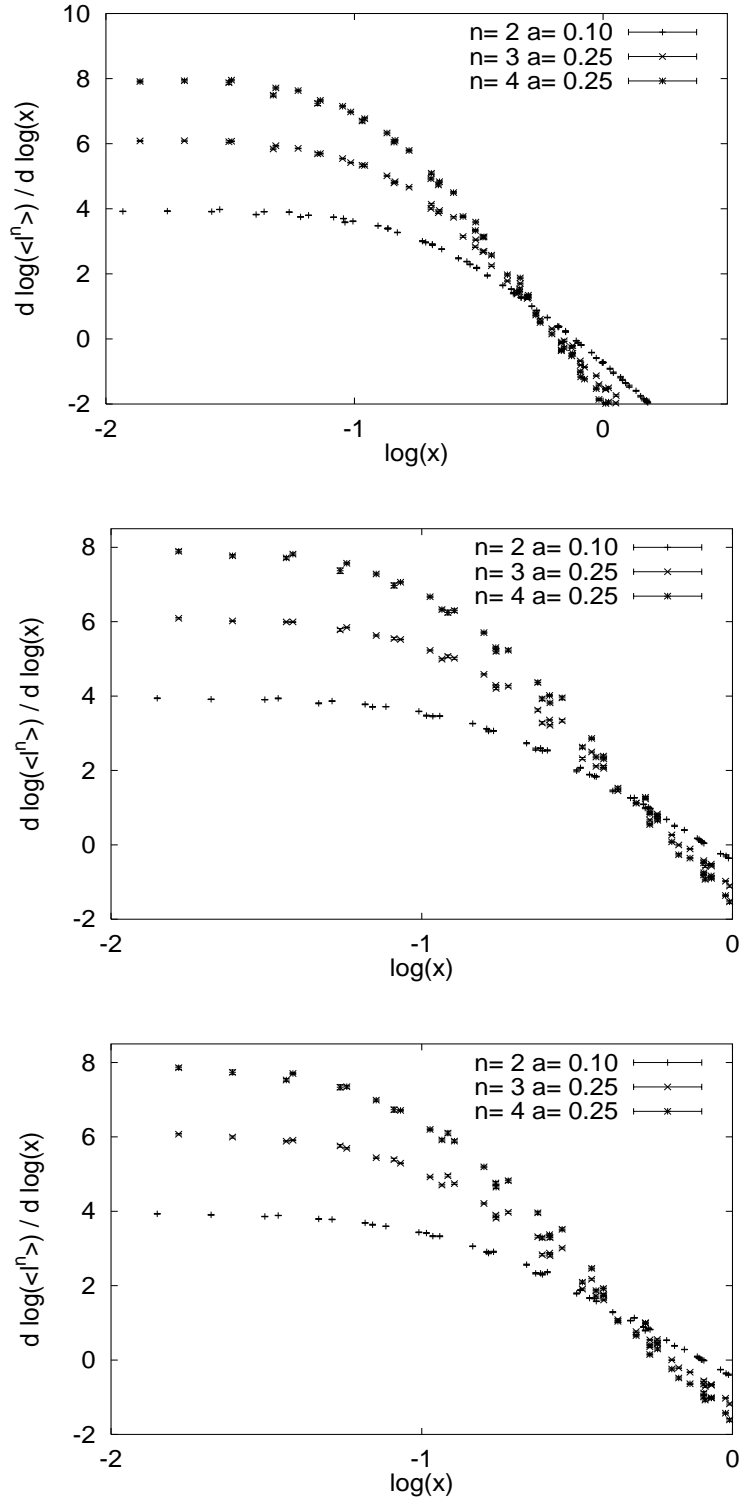 n= 2 a= 0.10
n= 3 a= 0.25
n= 4 a= 0.25
d log(<l^n>) / d log(x)
10
8
6
4
2
0
-2
-2
-1
0
log(x)
n= 2 a= 0.10
n= 3 a= 0.25
n= 4 a= 0.25
d log(<l^n>) / d log(x)
8
6
4
2
0
-2
-2
-1
0
log(x)
n= 2 a= 0.10
n= 3 a= 0.25
n= 4 a= 0.25
d log(<l^n>) / d log(x)
8
6
4
2
0
-2
-2
-1
0
log(x)